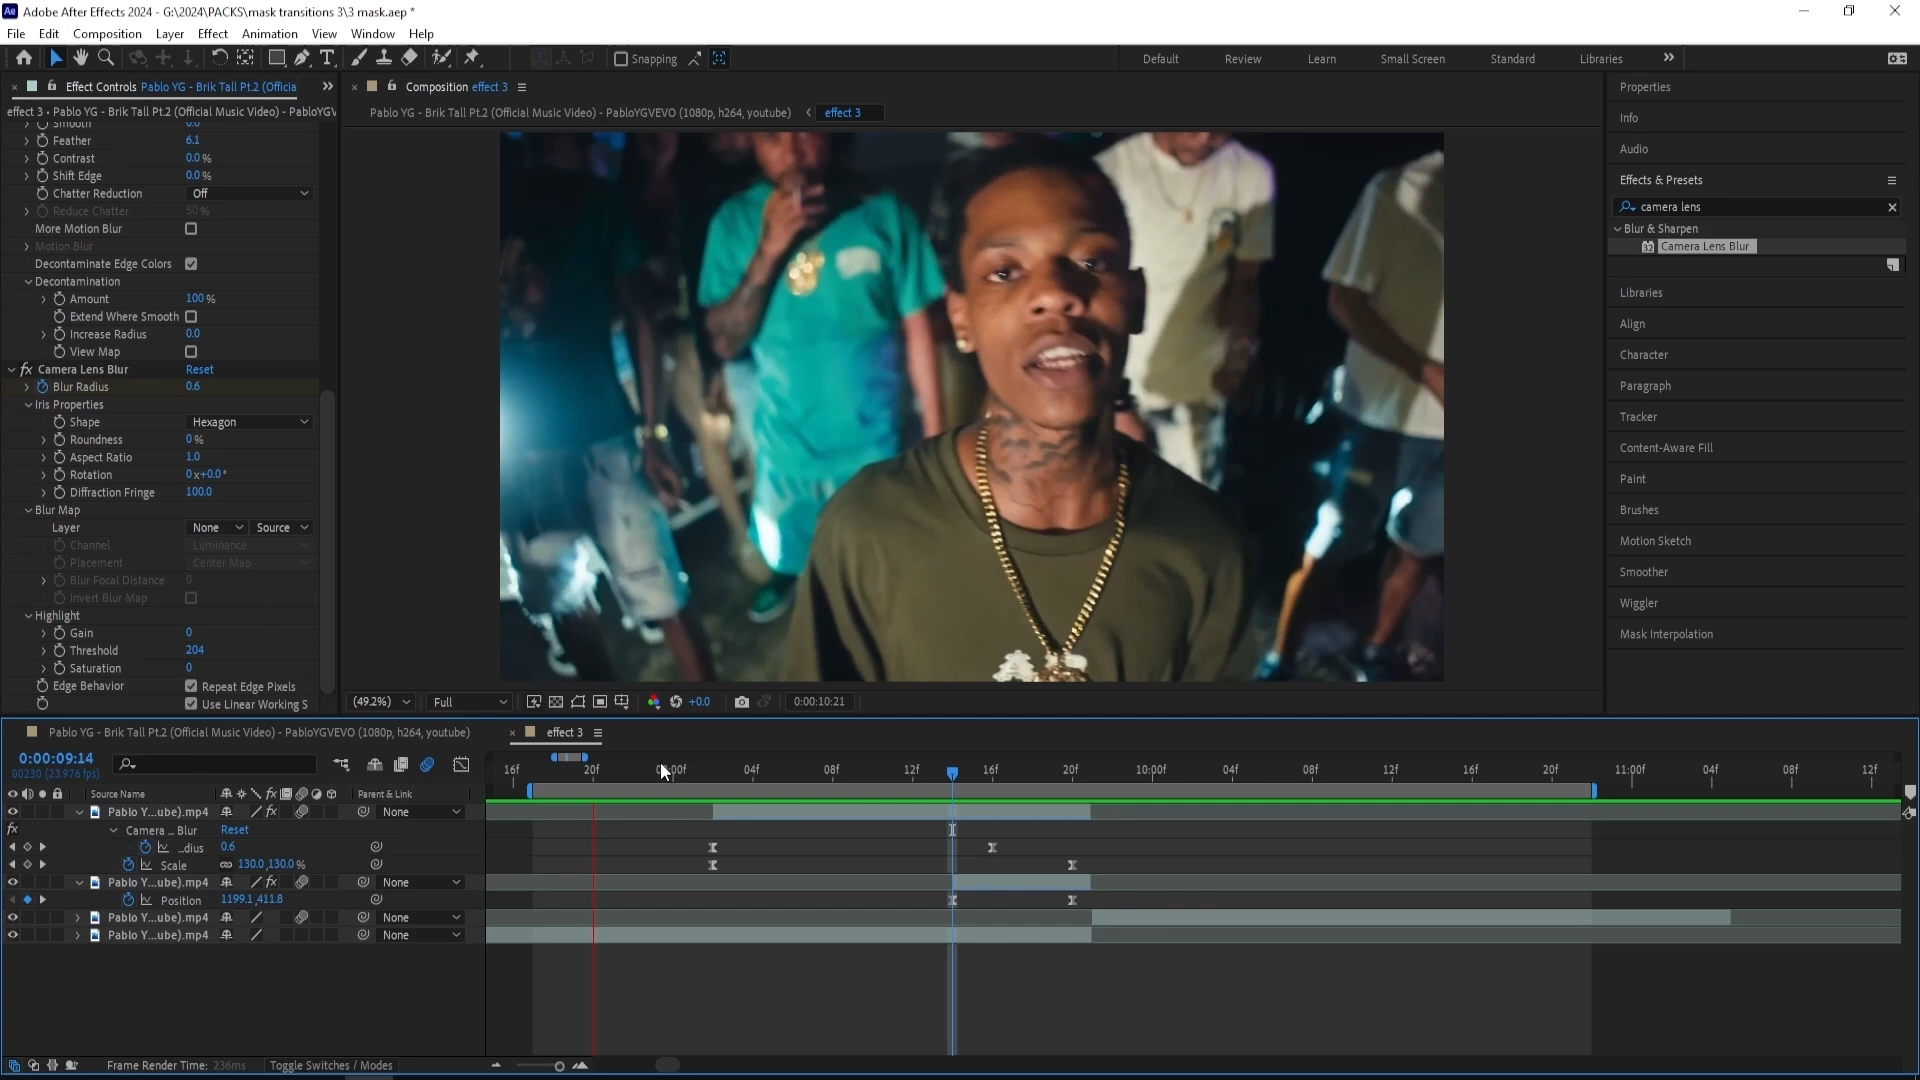 Adobe After Effects 2024 - G:\2024\PACKS\mask transitions 3\3 mask.aep *
File Edit Composition Layer Effect Animation View Window Help
Snapping
Default Review Learn Small Screen Standard Libraries
Effect Controls Pablo YG - Brik Tall Pt.2 (Officia
effect 3 • Pablo YG - Brik Tall Pt.2 (Official Music Video) - PabloYGV
Smooth 0.0
Feather 6.1
Contrast 0.0 %
Shift Edge 0.0 %
Chatter Reduction Off
Reduce Chatter 50 %
More Motion Blur
Motion Blur
Decontaminate Edge Colors
Decontamination
Amount 100 %
Extend Where Smooth
Increase Radius 0.0
View Map
fx Camera Lens Blur Reset
Blur Radius 0.6
Iris Properties
Shape Hexagon
Roundness 0 %
Aspect Ratio 1.0
Rotation 0x+0.0°
Diffraction Fringe 100.0
Blur Map
Layer None Source
Channel Luminance
Placement Center Map
Blur Focal Distance 0
Invert Blur Map
Highlight
Gain 0
Threshold 204
Saturation 0
Edge Behavior Repeat Edge Pixels
Use Linear Working S
Composition effect 3
Pablo YG - Brik Tall Pt.2 (Official Music Video) - PabloYGVEVO (1080p, h264, youtube) effect 3
(49.2%) Full +0.0 0:00:10:21
Properties
Info
Audio
Effects & Presets
camera lens
Blur & Sharpen
32 Camera Lens Blur
Libraries
Align
Character
Paragraph
Tracker
Content-Aware Fill
Paint
Brushes
Motion Sketch
Smoother
Wiggler
Mask Interpolation
Pablo YG - Brik Tall Pt.2 (Official Music Video) - PabloYGVEVO (1080p, h264, youtube) effect 3
0:00:09:14
00230 (23.976 fps)
16f 20f 04f 08f 12f 16f 20f 10:00f 04f 08f 12f 16f 20f 11:00f 04f 08f 12f
Source Name Parent & Link
Pablo Y...ube).mp4 None
fx Camera ... Blur Reset
...dius 0.6
Scale 130.0,130.0 %
Pablo Y...ube).mp4 None
Position 1199.1,411.8
Pablo Y...ube).mp4 None
Pablo Y...ube).mp4 None
Frame Render Time: 236ms Toggle Switches / Modes